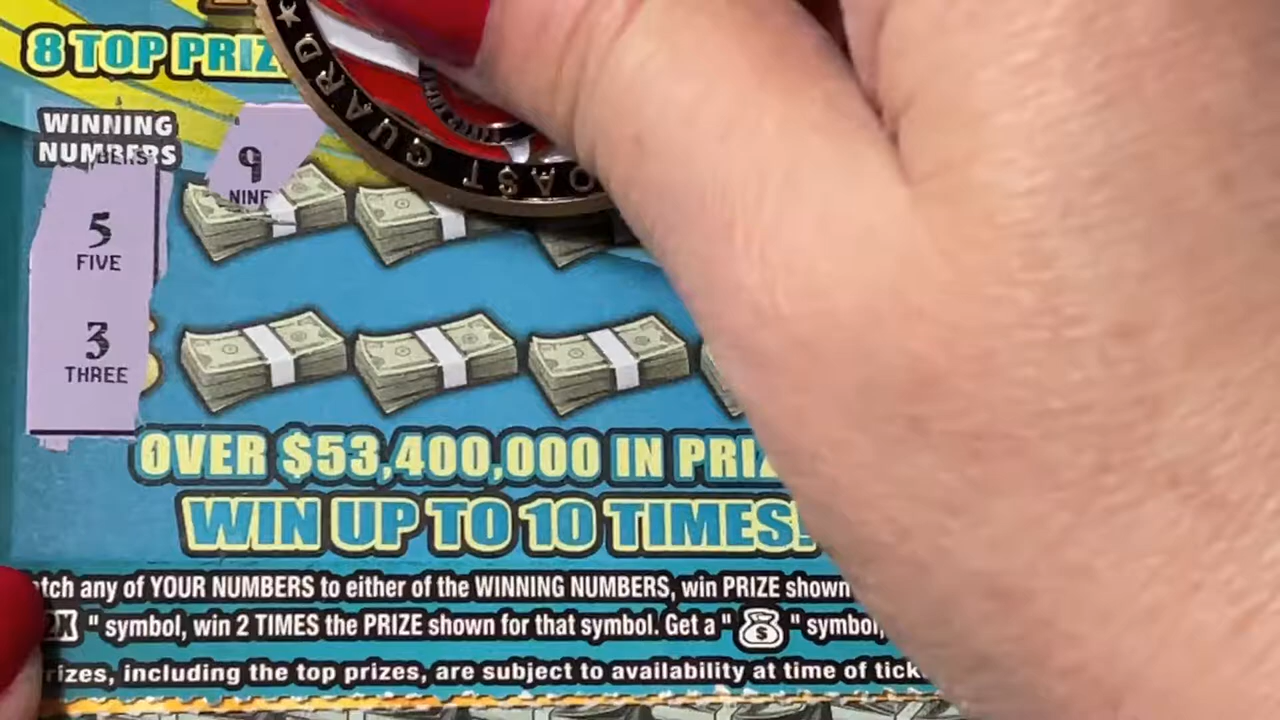 8 TOP PRIZ
GUARD
OAST
WINNING
NUMBERS
9
NINE
5
FIVE
3
THREE
OVER $53,400,000 IN PRIZ
WIN UP TO 10 TIMES!
tch any of YOUR NUMBERS to either of the WINNING NUMBERS, win PRIZE shown
2X " symbol, win 2 TIMES the PRIZE shown for that symbol. Get a " $ " symbol,
rizes, including the top prizes, are subject to availability at time of tick